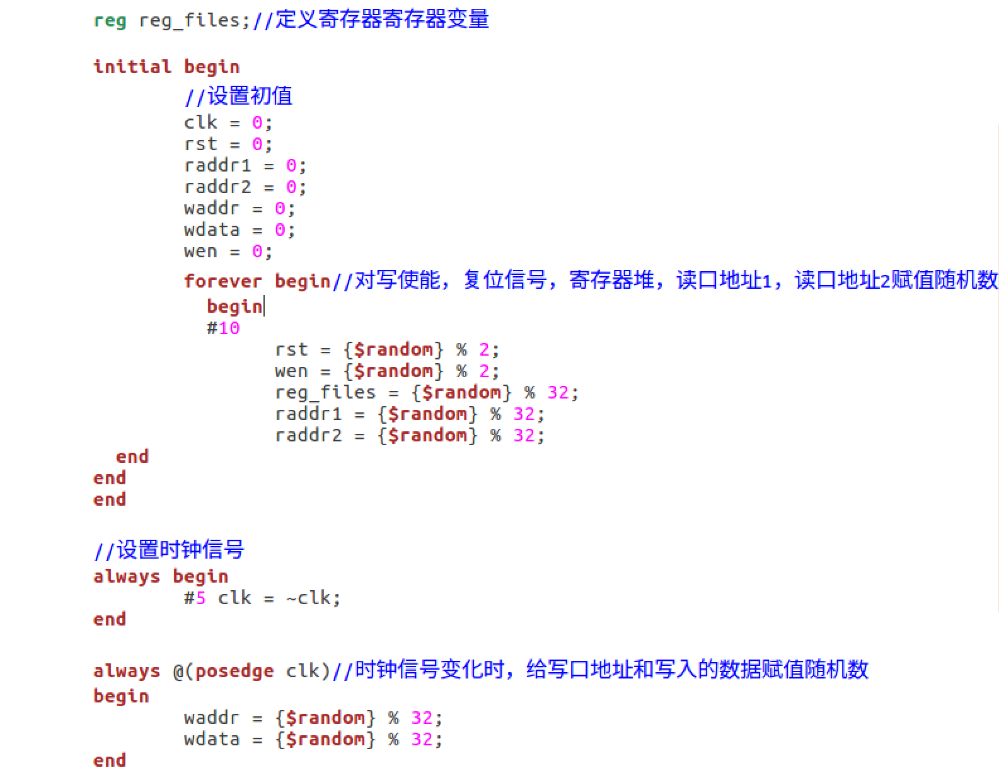 reg reg_files;//定义寄存器寄存器变量
initial begin
//设置初值
clk = 0;
rst = 0;
raddr1 = 0;
raddr2 = 0;
waddr = 0;
wdata = 0;
wen = 0;
forever begin//对写使能，复位信号，寄存器堆，读口地址1，读口地址2赋值随机数
begin
#10
rst = {$random} % 2;
wen = {$random} % 2;
reg_files = {$random} % 32;
raddr1 = {$random} % 32;
raddr2 = {$random} % 32;
end
end
end
//设置时钟信号
always begin
#5 clk = ~clk;
end
always @(posedge clk)//时钟信号变化时，给写口地址和写入的数据赋值随机数
begin
waddr = {$random} % 32;
wdata = {$random} % 32;
end